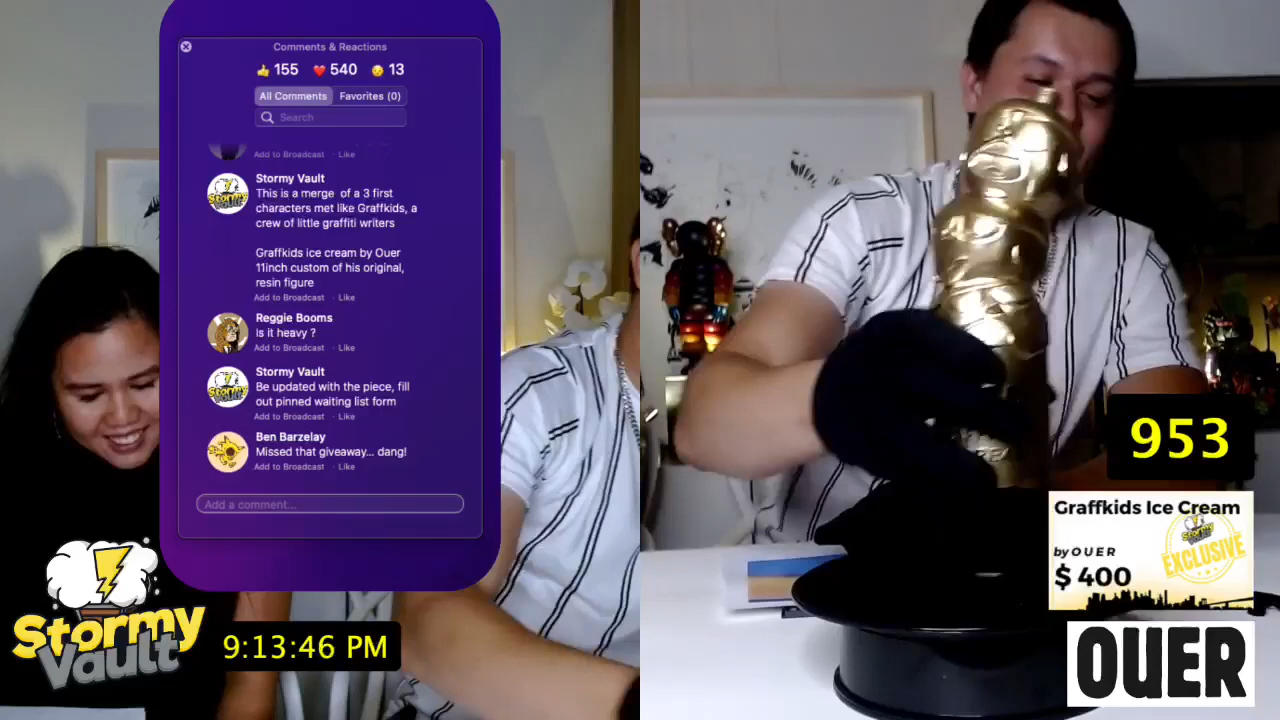 Comments & Reactions
155 540 13
All Comments Favorites (0)
Search
Add to Broadcast · Like
Stormy Vault
This is a merge of a 3 first
characters met like Graffkids, a
crew of little graffiti writers
Graffkids ice cream by Ouer
11inch custom of his original,
resin figure
Add to Broadcast · Like
Reggie Booms
Is it heavy ?
Add to Broadcast · Like
Stormy Vault
Be updated with the piece, fill
out pinned waiting list form
Add to Broadcast · Like
Ben Barzelay
Missed that giveaway... dang!
Add to Broadcast · Like
Add a comment...
Stormy
Vault
9:13:46 PM
953
Graffkids Ice Cream
by OUER
$ 400
Stormy
Vault
EXCLUSIVE
OUER